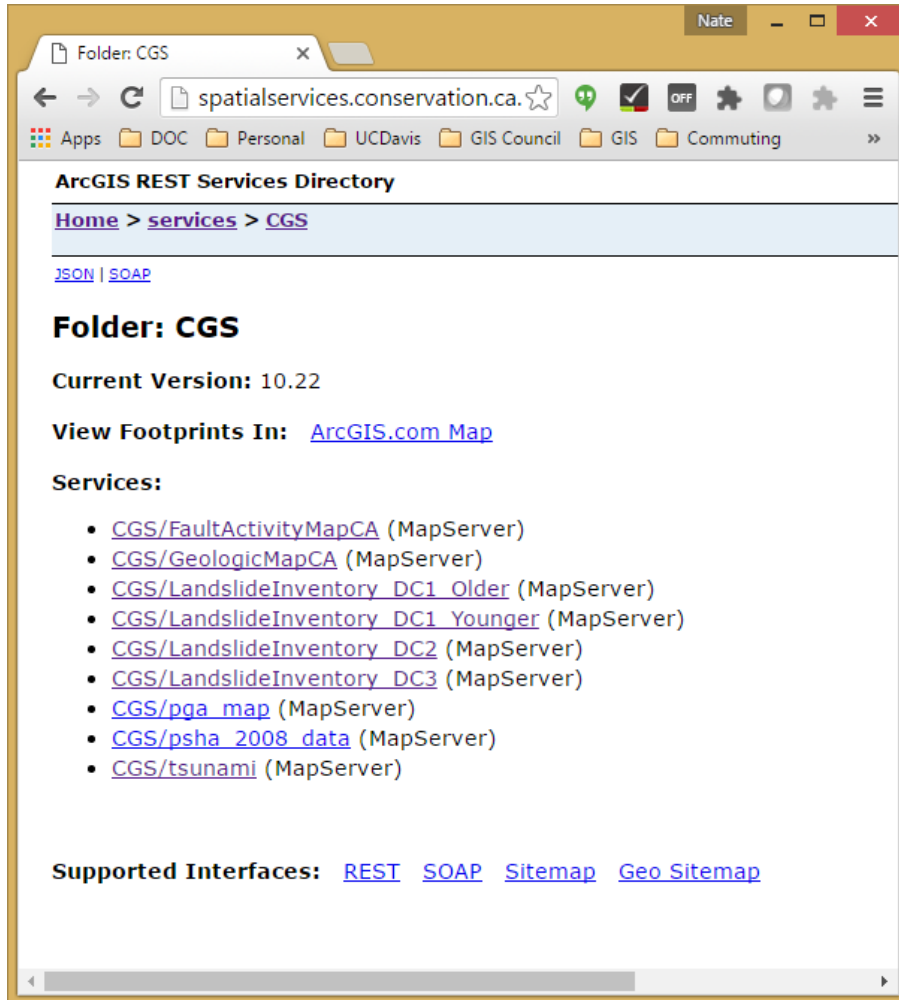 Nate
Folder: CGS
spatialservices.conservation.ca.
OFF
Apps DOC Personal UCDavis GIS Council GIS Commuting »
ArcGIS REST Services Directory
Home > services > CGS
JSON | SOAP
Folder: CGS
Current Version: 10.22
View Footprints In: ArcGIS.com Map
Services:
• CGS/FaultActivityMapCA (MapServer)
• CGS/GeologicMapCA (MapServer)
• CGS/LandslideInventory_DC1_Older (MapServer)
• CGS/LandslideInventory_DC1_Younger (MapServer)
• CGS/LandslideInventory_DC2 (MapServer)
• CGS/LandslideInventory_DC3 (MapServer)
• CGS/pga_map (MapServer)
• CGS/psha_2008_data (MapServer)
• CGS/tsunami (MapServer)
Supported Interfaces: REST SOAP Sitemap Geo Sitemap